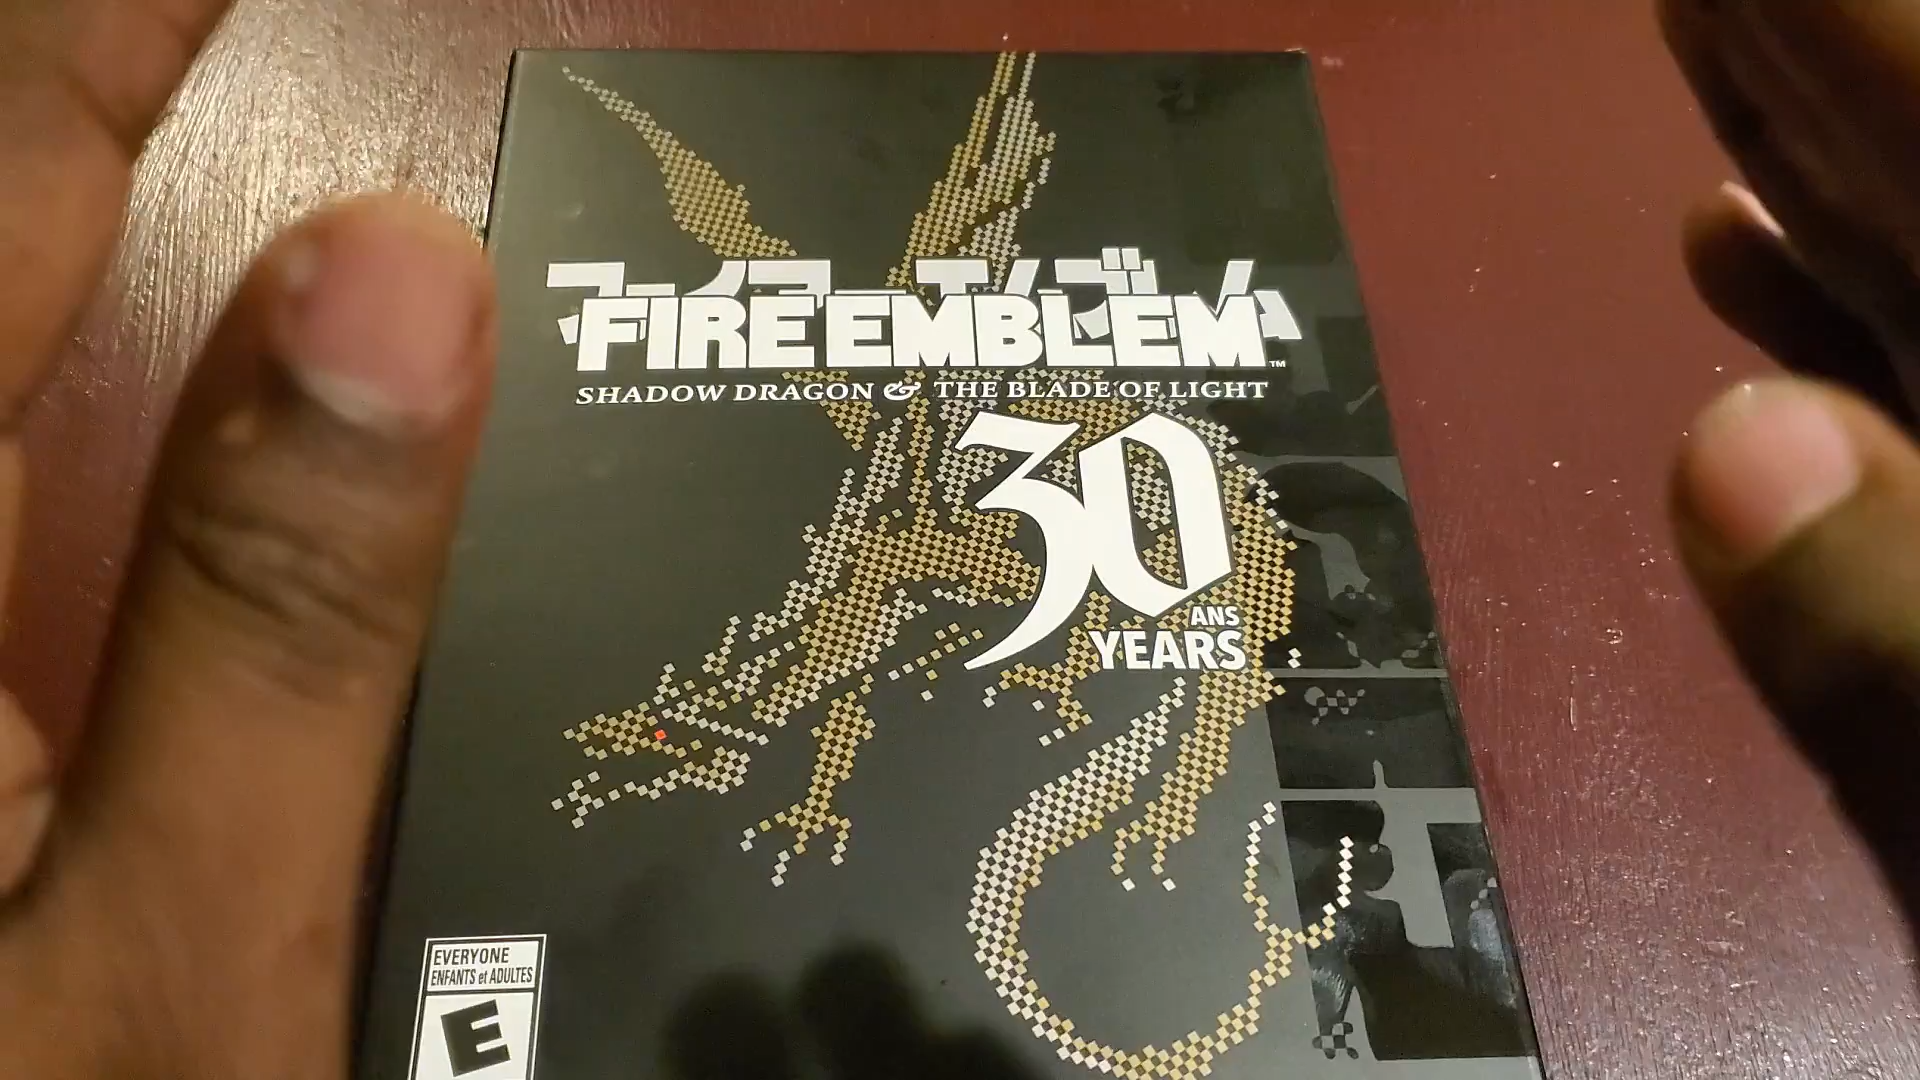 ファイアーエムブレム
FIRE EMBLEM™
SHADOW DRAGON & THE BLADE OF LIGHT
30
ANS
YEARS
EVERYONE
ENFANTS et ADULTES
E